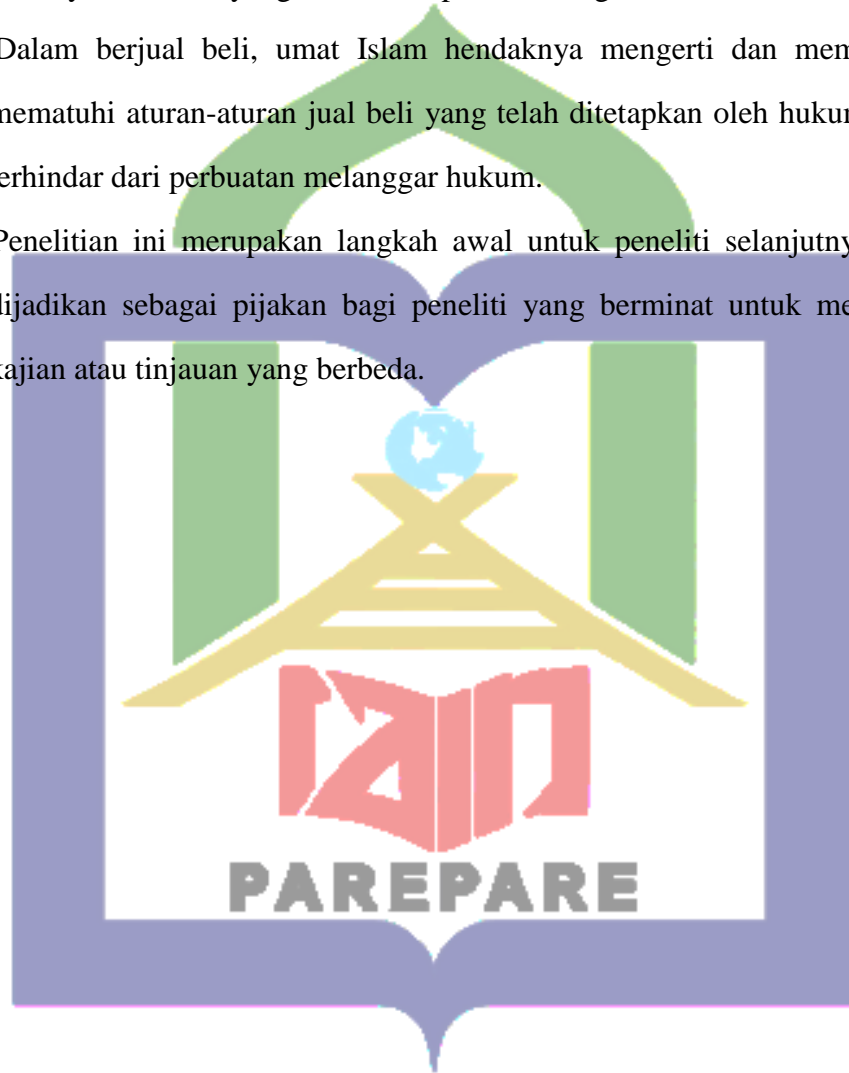 yang
Dalam berjual beli, umat Islam hendaknya mengerti dan mem
mematuhi aturan-aturan jual beli yang telah ditetapkan oleh hukum
terhindar dari perbuatan melanggar hukum.
Penelitian ini merupakan langkah awal untuk peneliti selanjutny
dijadikan sebagai pijakan bagi peneliti yang berminat untuk me
kajian atau tinjauan yang berbeda.
iain
PAREPARE